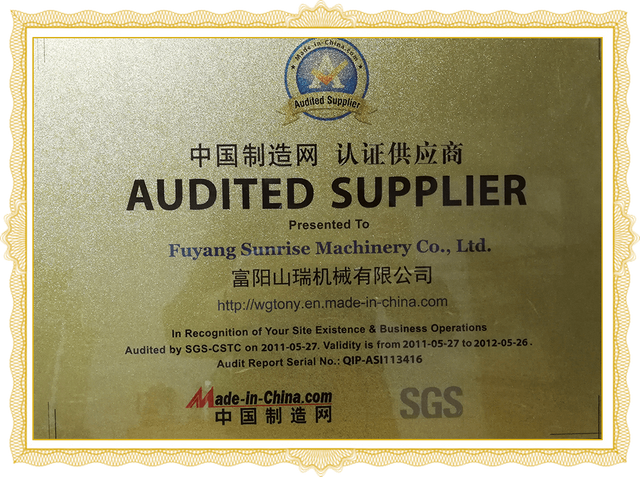 ★ Made-in-China.com ★
Audited Supplier
中国制造网 认证供应商
AUDITED SUPPLIER
Presented To
Fuyang Sunrise Machinery Co., Ltd.
富阳山瑞机械有限公司
http://wgtony.en.made-in-china.com
In Recognition of Your Site Existence & Business Operations
Audited by SGS-CSTC on 2011-05-27. Validity is from 2011-05-27 to 2012-05-26.
Audit Report Serial No.: QIP-ASI113416
Made-in-China.com
中国制造网
SGS